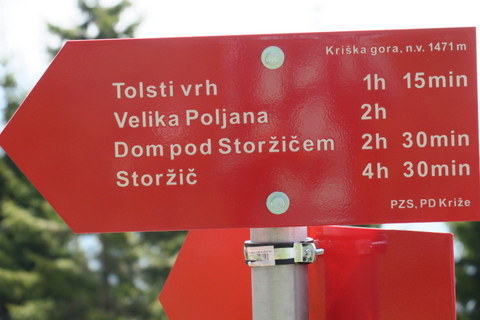 Kriška gora, n.v. 1471 m
Tolsti vrh 1h 15min
Velika Poljana 2h
Dom pod Storžičem 2h 30min
Storžič 4h 30min
PZS, PD Križe